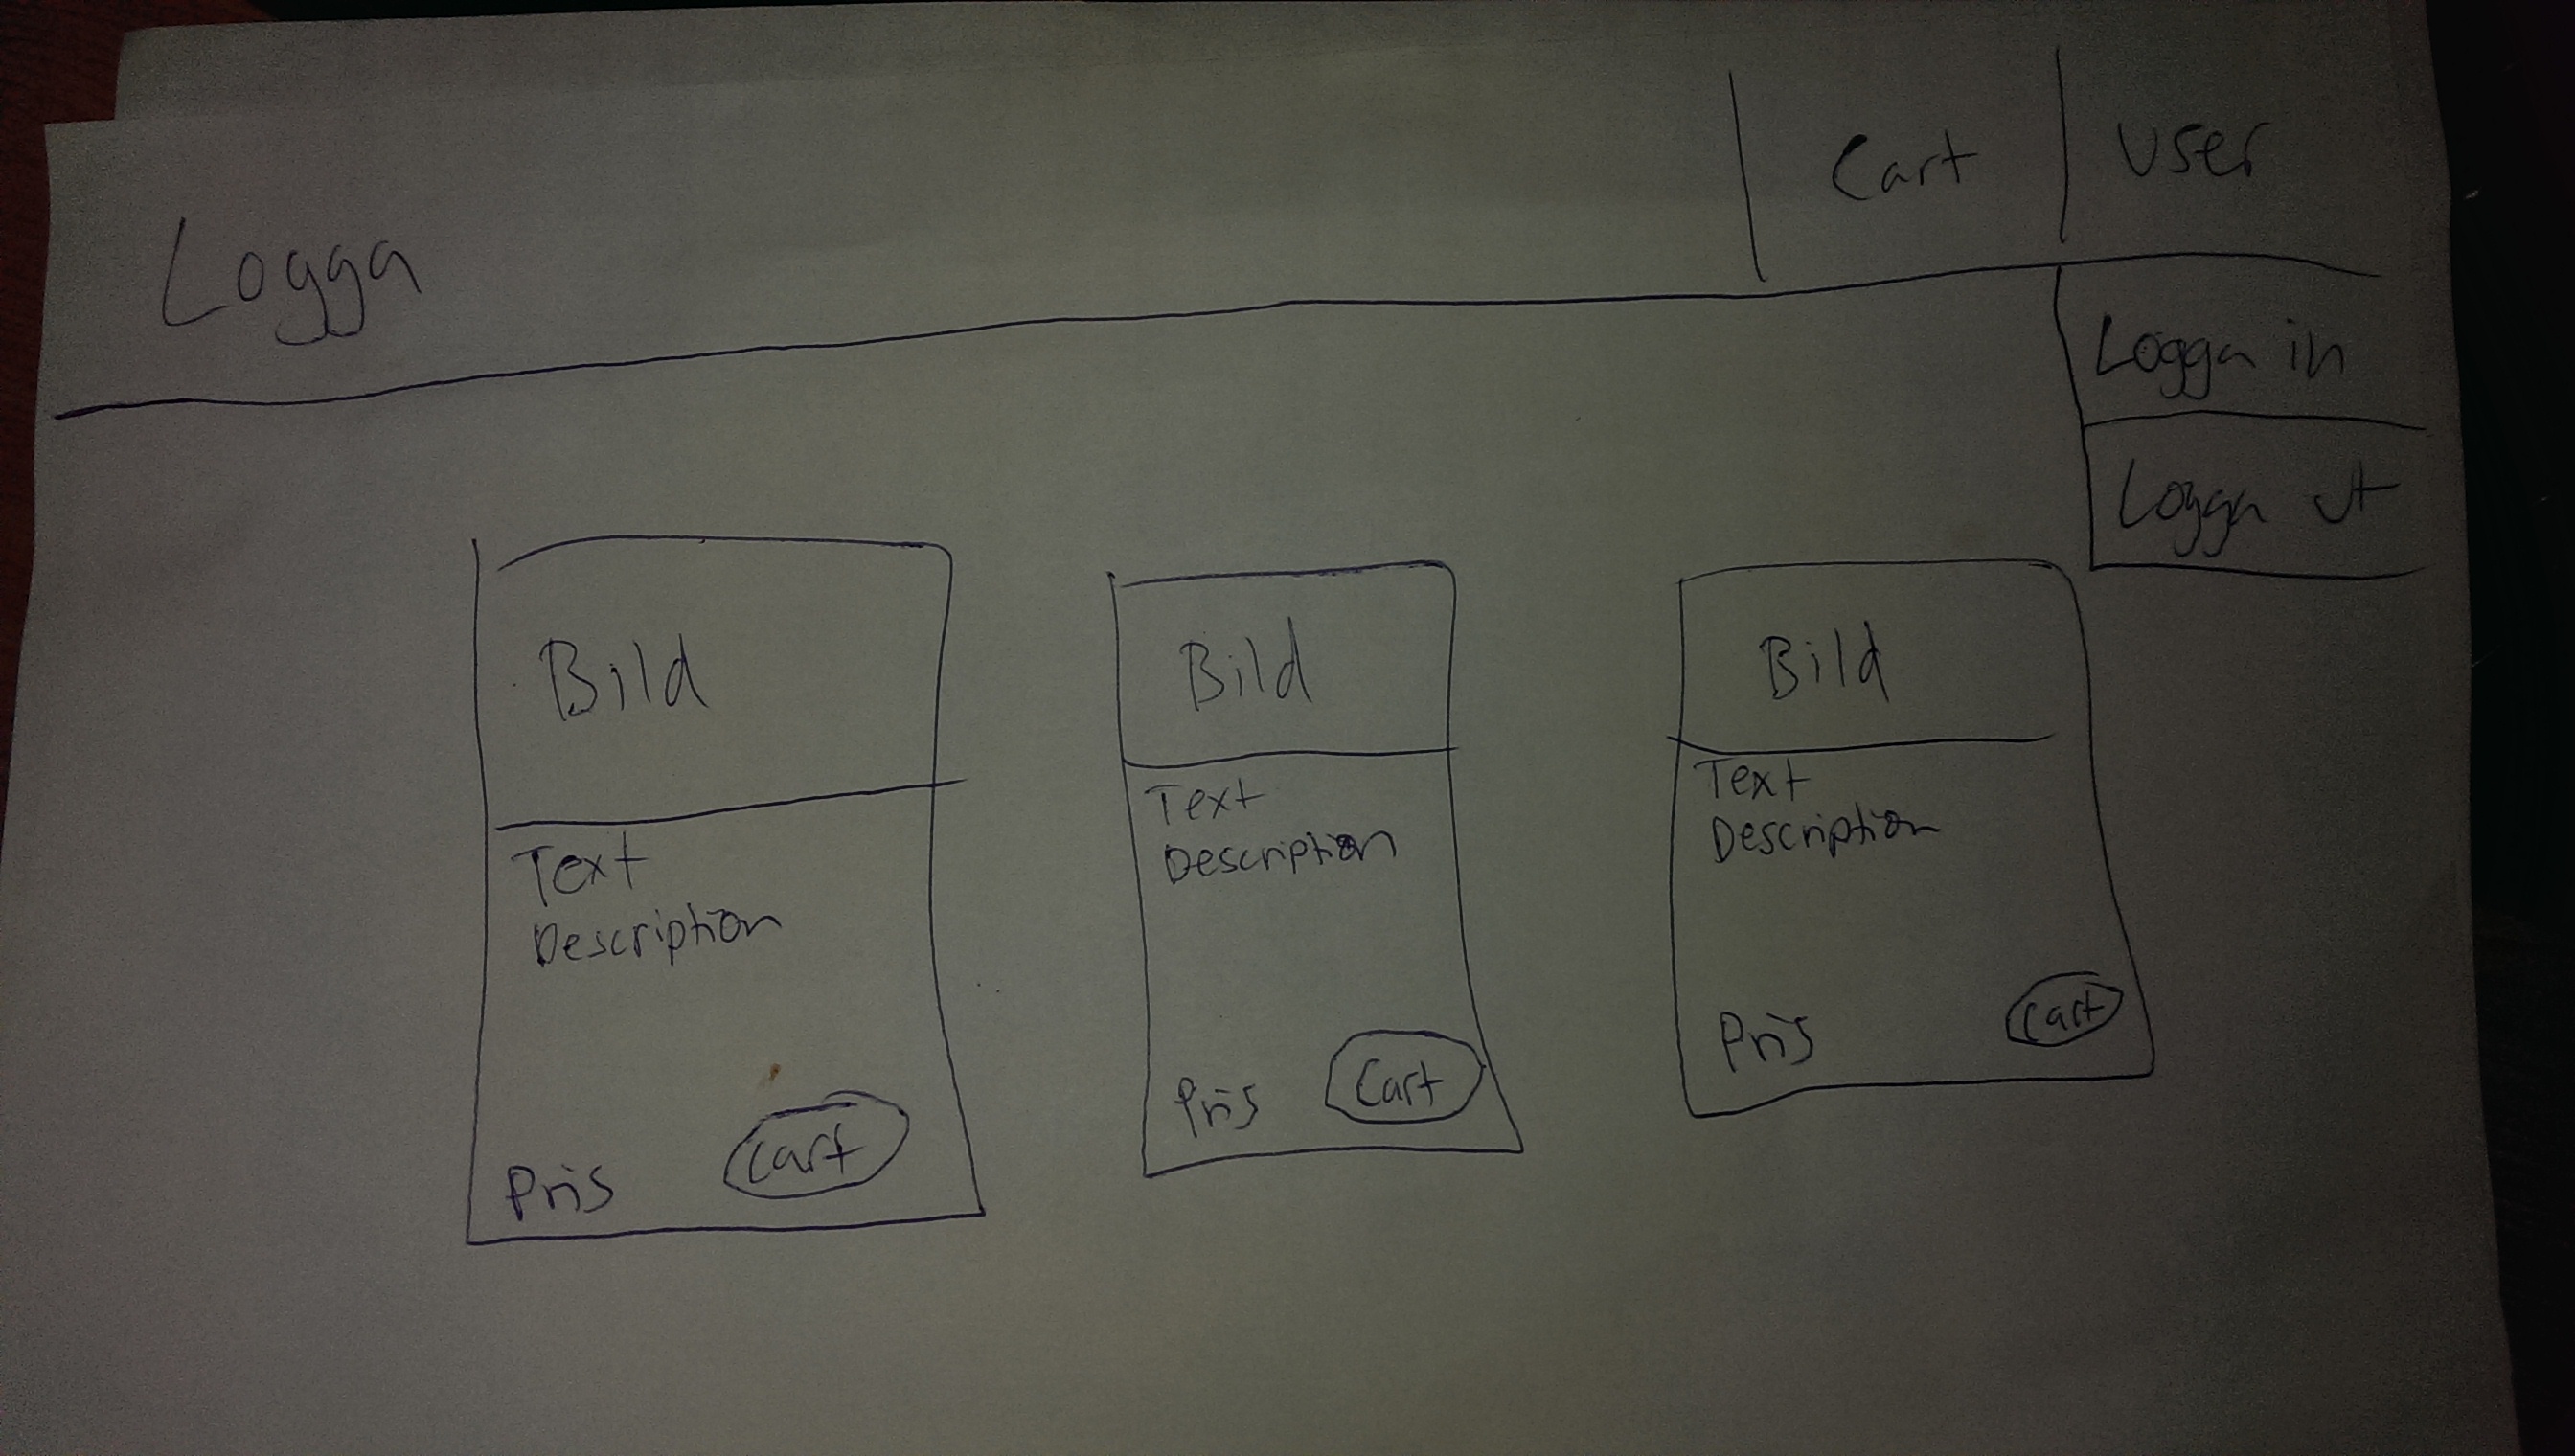 Logga
Cart
User
Logga in
Logga ut
Bild
Text
Description
Pris
Cart
Bild
Text
Description
Pris
Cart
Bild
Text
Description
Pris
Cart